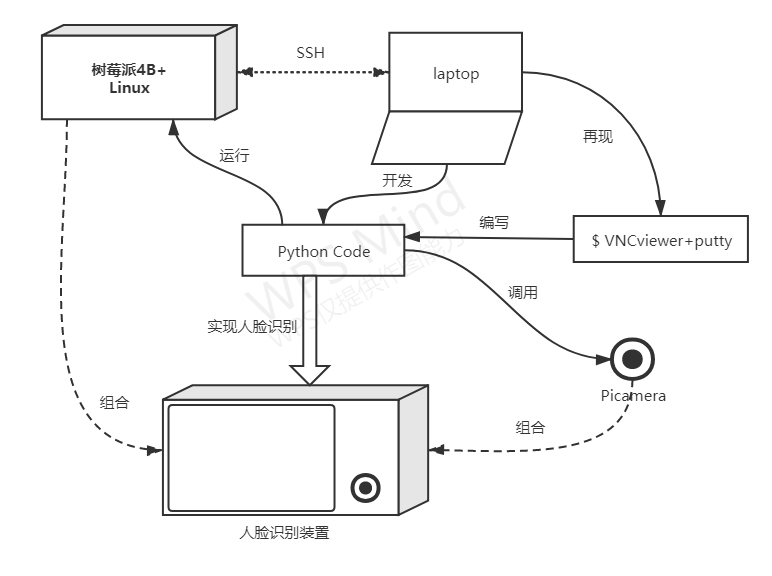 SSH
树莓派4B+
Linux
laptop
运行
再现
开发
编写
$ VNCviewer+putty
Python Code
调用
实现人脸识别
Picamera
组合
组合
人脸识别装置
Wps Mind
WPS仅提供作图能力